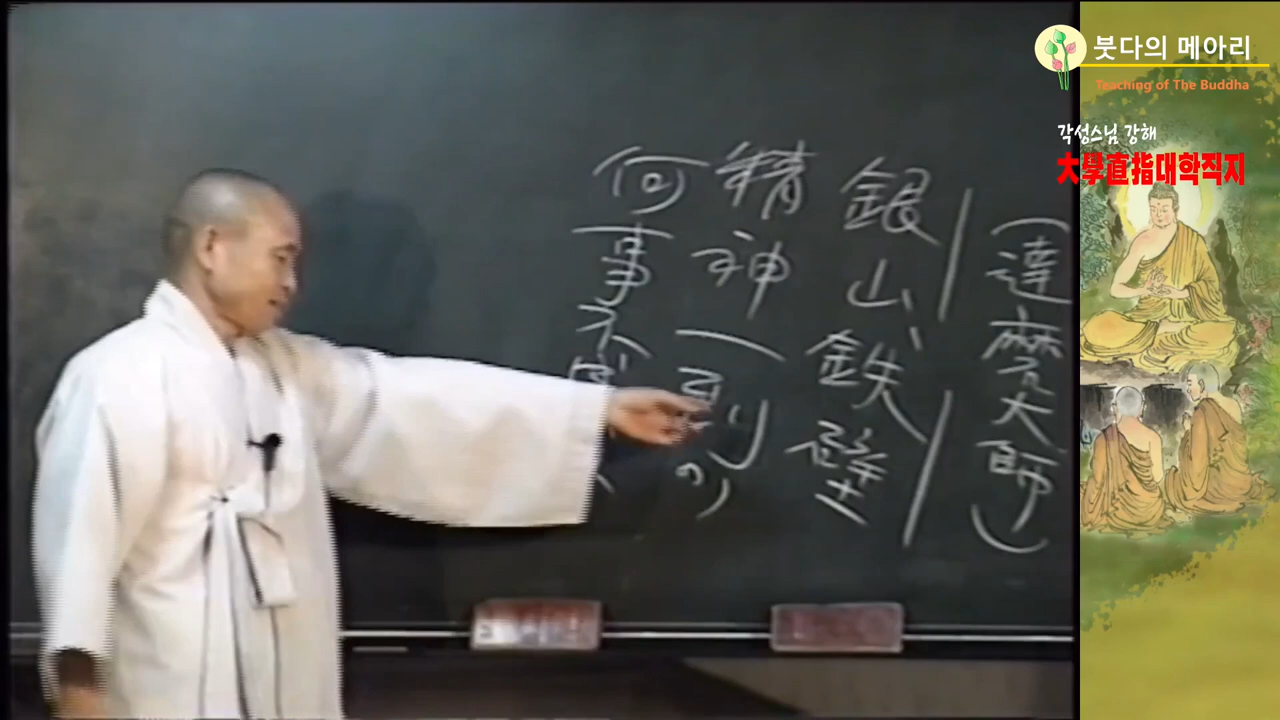 붓다의 메아리
Teaching of The Buddha
각성스님 강해
大學直指대학직지
(達磨大師)
銀山、鉄壁
精神一到
何事不